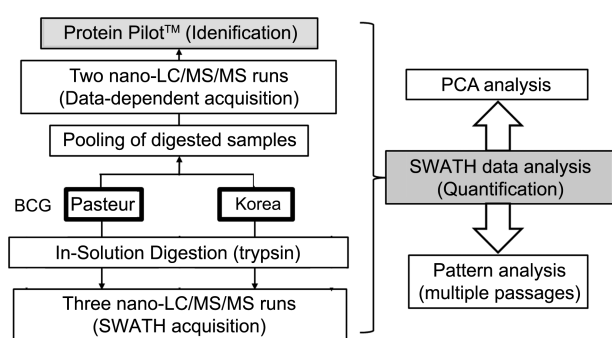 Protein Pilot™ (Idenification)
Two nano-LC/MS/MS runs
(Data-dependent acquisition)
Pooling of digested samples
BCG Pasteur Korea
In-Solution Digestion (trypsin)
Three nano-LC/MS/MS runs
(SWATH acquisition)
PCA analysis
SWATH data analysis
(Quantification)
Pattern analysis
(multiple passages)